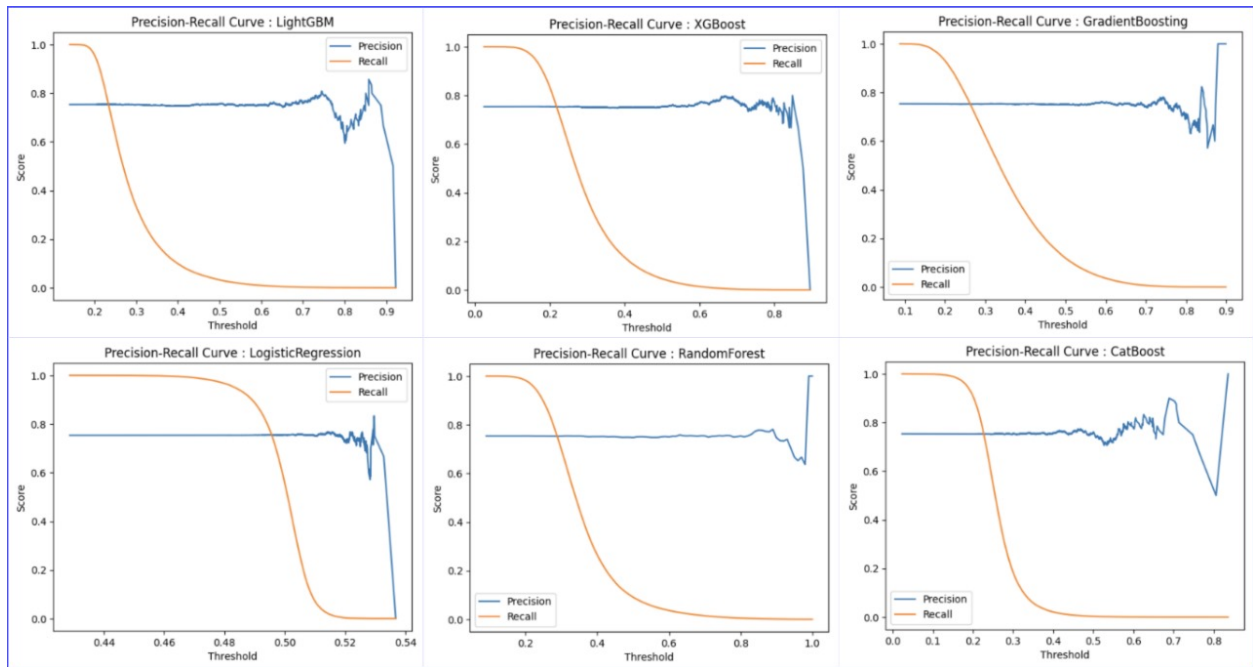 Precision-Recall Curve : LightGBM
1.0
0.8
0.6
0.4
0.2
0.0
Score
Precision
Recall
0.2 0.3 0.4 0.5 0.6 0.7 0.8 0.9
Threshold
Precision-Recall Curve : XGBoost
1.0
0.8
0.6
0.4
0.2
0.0
Score
Precision
Recall
0.0 0.2 0.4 0.6 0.8
Threshold
Precision-Recall Curve : GradientBoosting
1.0
0.8
0.6
0.4
0.2
0.0
Score
Precision
Recall
0.1 0.2 0.3 0.4 0.5 0.6 0.7 0.8 0.9
Threshold
Precision-Recall Curve : LogisticRegression
1.0
0.8
0.6
0.4
0.2
0.0
Score
Precision
Recall
0.44 0.46 0.48 0.50 0.52 0.54
Threshold
Precision-Recall Curve : RandomForest
1.0
0.8
0.6
0.4
0.2
0.0
Score
Precision
Recall
0.2 0.4 0.6 0.8 1.0
Threshold
Precision-Recall Curve : CatBoost
1.0
0.8
0.6
0.4
0.2
0.0
Score
Precision
Recall
0.0 0.1 0.2 0.3 0.4 0.5 0.6 0.7 0.8
Threshold